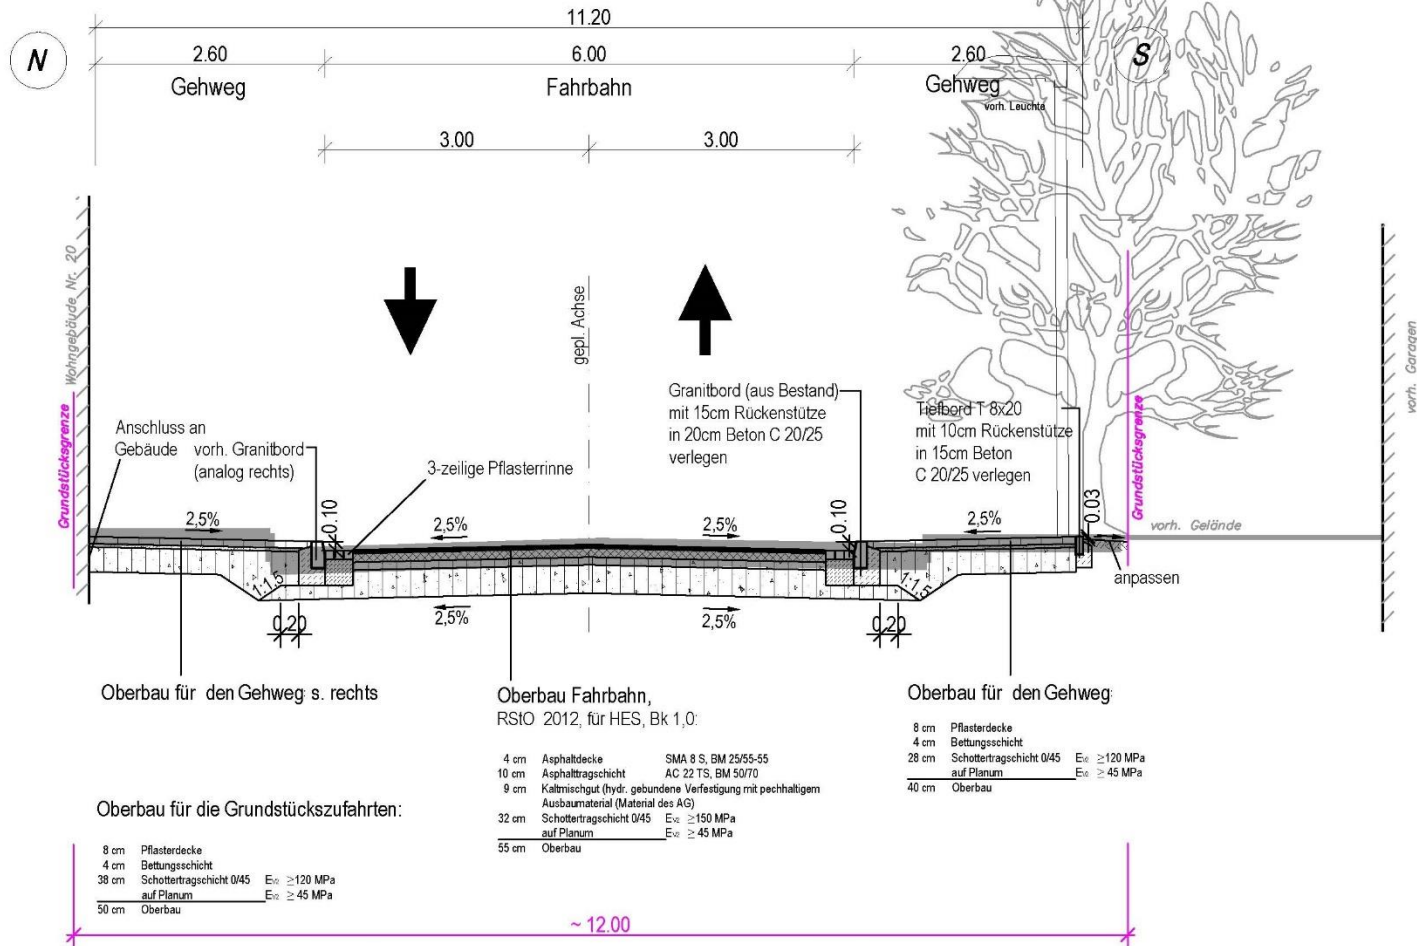 11.20
N
2.60
6.00
2.60
S
Gehweg
Fahrbahn
Gehweg
vorh. Leuchte
3.00
3.00
Wohngebäude Nr. 20
gepl. Achse
vorh. Garagen
Grundstücksgrenze
Grundstücksgrenze
Anschluss an
Gebäude
vorh. Granitbord
(analog rechts)
3-zeilige Pflasterrinne
Granitbord (aus Bestand)
mit 15cm Rückenstütze
in 20cm Beton C 20/25
verlegen
Tiefbord T 8x20
mit 10cm Rückenstütze
in 15cm Beton
C 20/25 verlegen
2,5%
0.10
2,5%
2,5%
0.10
2,5%
0.03
vorh. Gelände
anpassen
1:1.5
1:1.5
0.20
2,5%
2,5%
0.20
Oberbau für den Gehweg s. rechts
Oberbau Fahrbahn,
RStO 2012, für HES, Bk 1,0:
4 cm Asphaltdecke SMA 8 S, BM 25/55-55
10 cm Asphalttragschicht AC 22 TS, BM 50/70
9 cm Kaltmischgut (hydr. gebundene Verfestigung mit pechhaltigem
Ausbaumaterial (Material des AG)
32 cm Schottertragschicht 0/45 Ev2 ≥150 MPa
auf Planum Ev2 ≥ 45 MPa
55 cm Oberbau
Oberbau für den Gehweg:
8 cm Pflasterdecke
4 cm Bettungsschicht
28 cm Schottertragschicht 0/45 Ev2 ≥120 MPa
auf Planum Ev2 ≥ 45 MPa
40 cm Oberbau
Oberbau für die Grundstückszufahrten:
8 cm Pflasterdecke
4 cm Bettungsschicht
38 cm Schottertragschicht 0/45 Ev2 ≥120 MPa
auf Planum Ev2 ≥ 45 MPa
50 cm Oberbau
~ 12.00